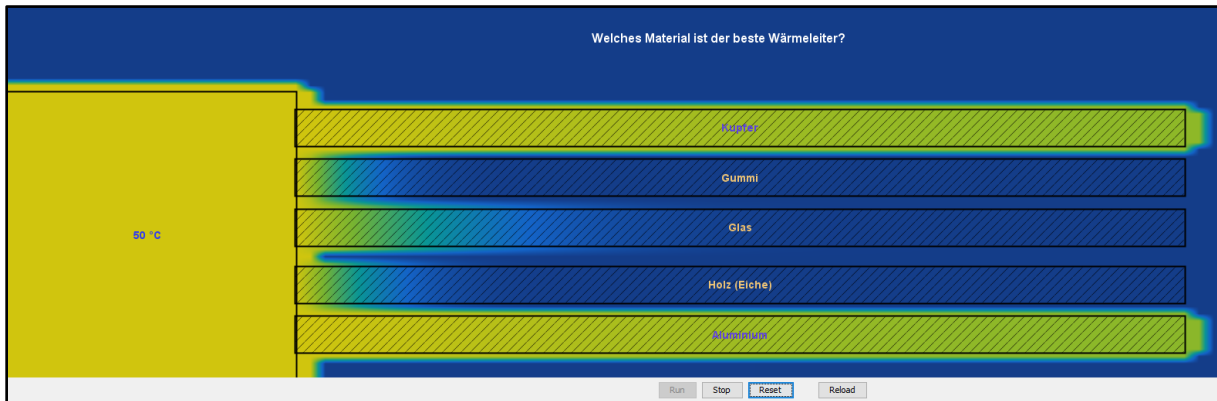 Welches Material ist der beste Wärmeleiter?
Kupfer
Gummi
Glas
50 °C
Holz (Eiche)
Aluminium
Run Stop Reset Reload